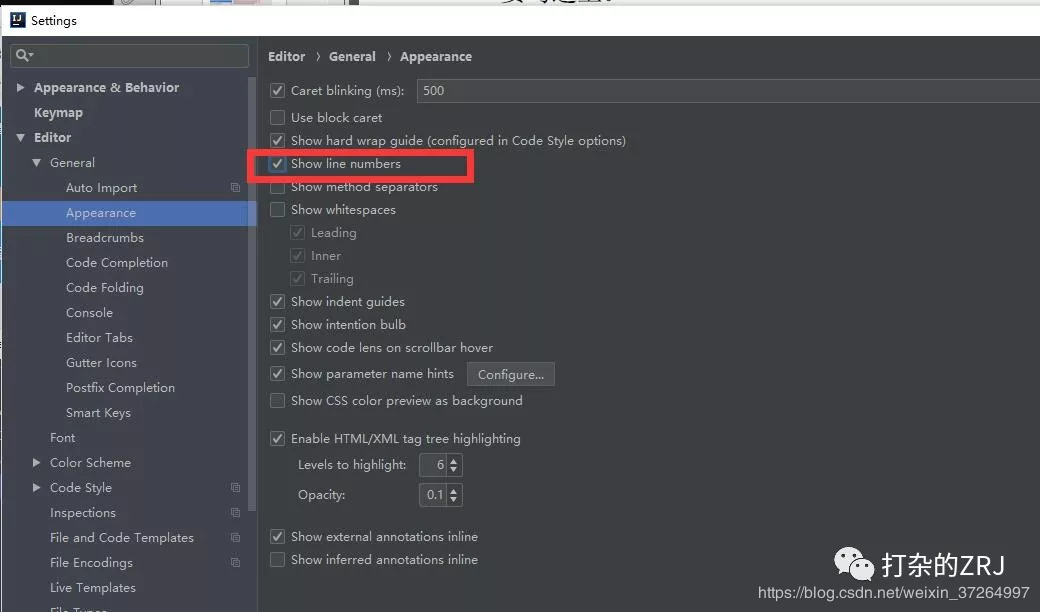 Settings
Editor › General › Appearance
Appearance & Behavior
Keymap
Editor
General
Auto Import
Appearance
Breadcrumbs
Code Completion
Code Folding
Console
Editor Tabs
Gutter Icons
Postfix Completion
Smart Keys
Font
Color Scheme
Code Style
Inspections
File and Code Templates
File Encodings
Live Templates
Caret blinking (ms): 500
Use block caret
Show hard wrap guide (configured in Code Style options)
Show line numbers
Show method separators
Show whitespaces
Leading
Inner
Trailing
Show indent guides
Show intention bulb
Show code lens on scrollbar hover
Show parameter name hints Configure...
Show CSS color preview as background
Enable HTML/XML tag tree highlighting
Levels to highlight: 6
Opacity: 0.1
Show external annotations inline
Show inferred annotations inline
打杂的ZRJ
https://blog.csdn.net/weixin_37264997